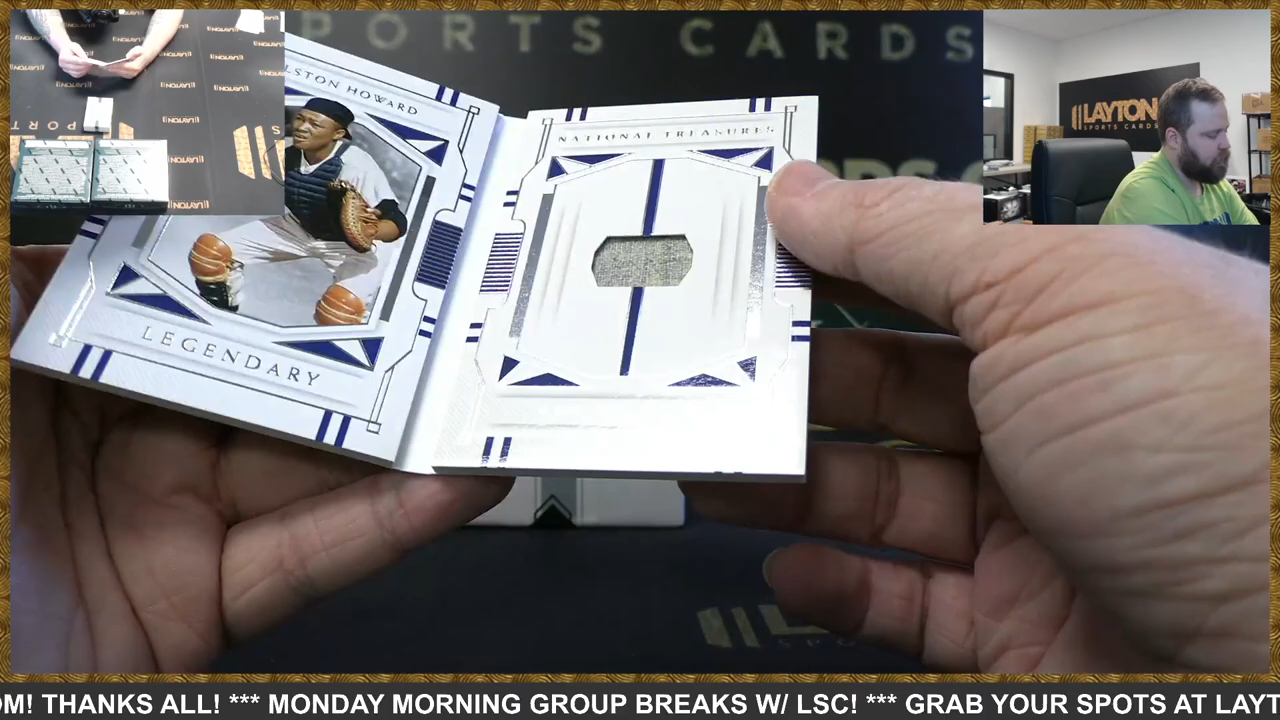 PORTS CARDS
LSTON HOWARD
NATIONAL TREASURES
LEGENDARY
LAYTON
SPORTS CARDS
OM! THANKS ALL! *** MONDAY MORNING GROUP BREAKS W/ LSC! *** GRAB YOUR SPOTS AT LAYT